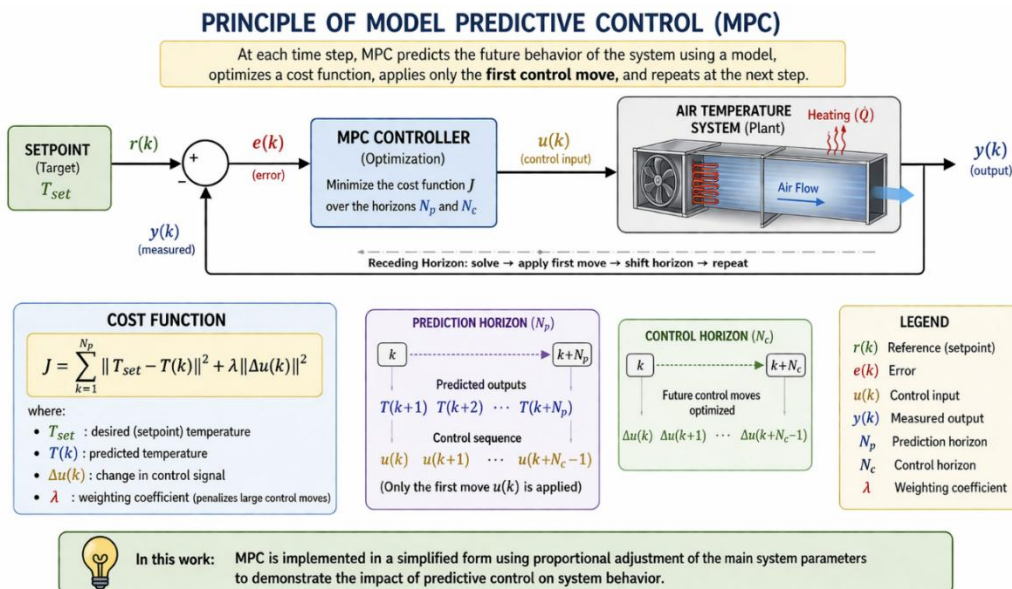 PRINCIPLE OF MODEL PREDICTIVE CONTROL (MPC)
At each time step, MPC predicts the future behavior of the system using a model,
optimizes a cost function, applies only the first control move, and repeats at the next step.
SETPOINT
(Target)
T_set
r(k)
+
−
e(k)
(error)
MPC CONTROLLER
(Optimization)
Minimize the cost function J
over the horizons N_p and N_c
u(k)
(control input)
AIR TEMPERATURE
SYSTEM (Plant)
Heating (Q̇)
Air Flow
y(k)
(output)
y(k)
(measured)
Receding Horizon: solve → apply first move → shift horizon → repeat
COST FUNCTION
J = ∑_{k=1}^{N_p} ‖T_set − T(k)‖² + λ‖Δu(k)‖²
where:
• T_set : desired (setpoint) temperature
• T(k) : predicted temperature
• Δu(k) : change in control signal
• λ : weighting coefficient (penalizes large control moves)
PREDICTION HORIZON (N_p)
k
k+N_p
Predicted outputs
T(k+1) T(k+2) ⋯ T(k+N_p)
Control sequence
u(k) u(k+1) ⋯ u(k+N_c−1)
(Only the first move u(k) is applied)
CONTROL HORIZON (N_c)
k
k+N_c
Future control moves
optimized
Δu(k) Δu(k+1) ⋯ Δu(k+N_c−1)
LEGEND
r(k) Reference (setpoint)
e(k) Error
u(k) Control input
y(k) Measured output
N_p Prediction horizon
N_c Control horizon
λ Weighting coefficient
In this work: MPC is implemented in a simplified form using proportional adjustment of the main system parameters
to demonstrate the impact of predictive control on system behavior.